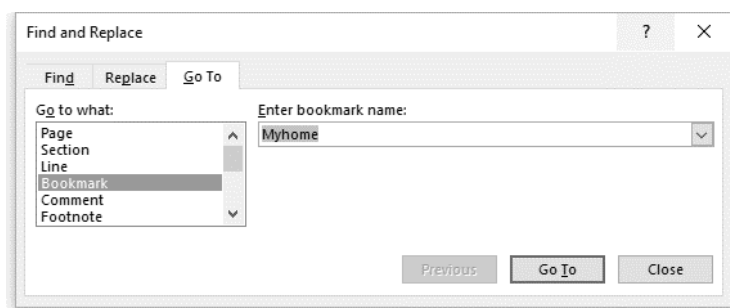 Find and Replace ? ×
Find Replace Go To
Go to what:
Page
Section
Line
Bookmark
Comment
Footnote
Enter bookmark name:
Myhome
Previous Go To Close